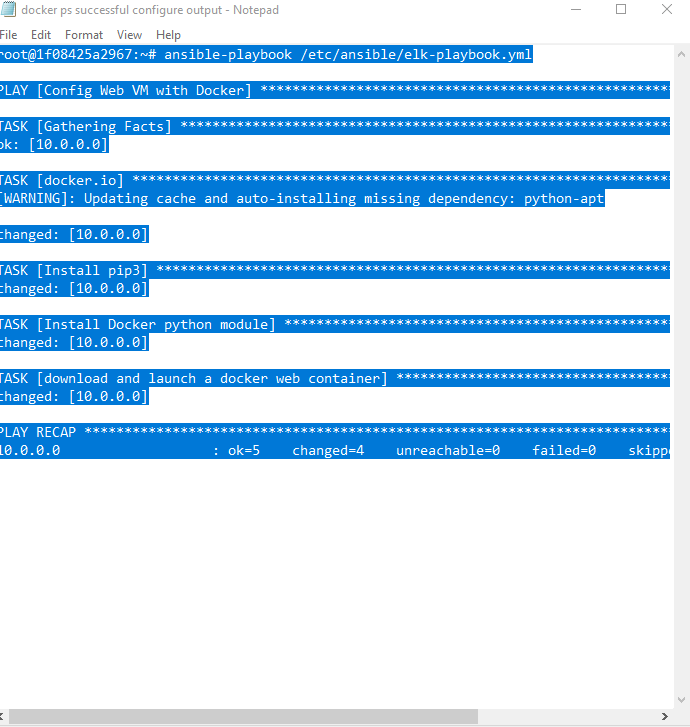 docker ps successful configure output - Notepad
File Edit Format View Help
root@1f08425a2967:~# ansible-playbook /etc/ansible/elk-playbook.yml
PLAY [Config Web VM with Docker] ***************************************************
TASK [Gathering Facts] *************************************************************
ok: [10.0.0.0]
TASK [docker.io] *******************************************************************
[WARNING]: Updating cache and auto-installing missing dependency: python-apt
changed: [10.0.0.0]
TASK [Install pip3] ****************************************************************
changed: [10.0.0.0]
TASK [Install Docker python module] ************************************************
changed: [10.0.0.0]
TASK [download and launch a docker web container] **********************************
changed: [10.0.0.0]
PLAY RECAP *************************************************************************
10.0.0.0 : ok=5 changed=4 unreachable=0 failed=0 skippe